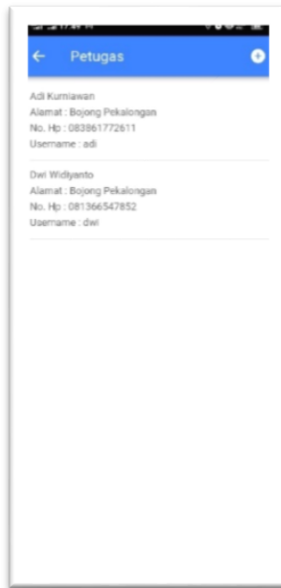 Petugas
Adi Kurniawan
Alamat : Bojong Pekalongan
No. Hp : 083861772611
Username : adi
Dwi Widiyanto
Alamat : Bojong Pekalongan
No. Hp : 081366547852
Username : dwi